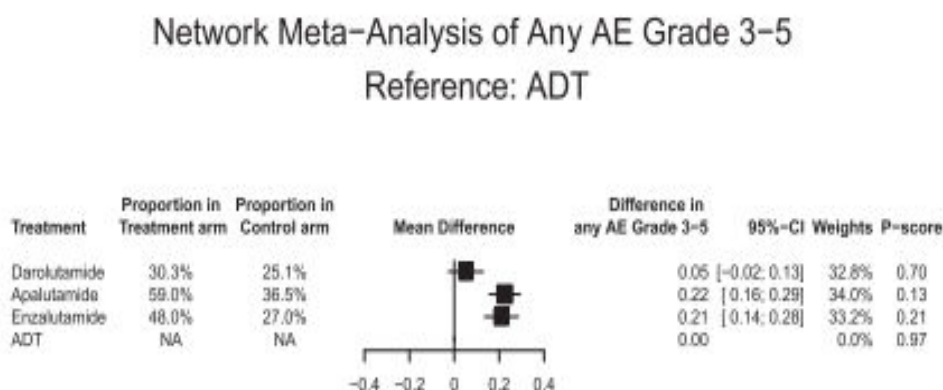 Network Meta−Analysis of Any AE Grade 3−5
Reference: ADT
Proportion in Proportion in Difference in
Treatment Treatment arm Control arm Mean Difference any AE Grade 3−5 95%−CI Weights P−score
Darolutamide 30.3% 25.1% 0.05 [−0.02; 0.13] 32.8% 0.70
Apalutamide 59.0% 36.5% 0.22 [ 0.16; 0.29] 34.0% 0.13
Enzalutamide 48.0% 27.0% 0.21 [ 0.14; 0.28] 33.2% 0.21
ADT NA NA 0.00 0.0% 0.97
−0.4 −0.2 0 0.2 0.4